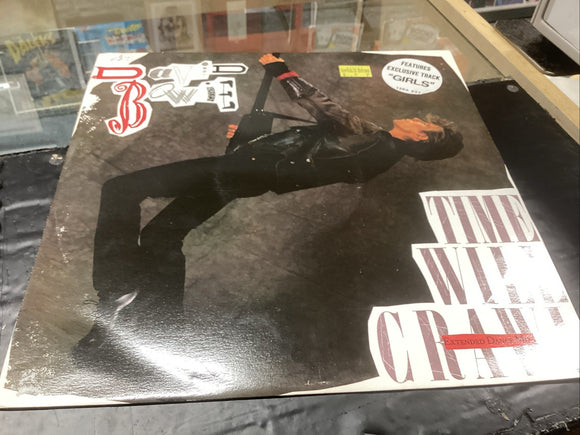 DAVID
BOWIE
FEATURES
EXCLUSIVE TRACK
"GIRLS"
TIME
WILL
CRAWL
EXTENDED DANCE MIX